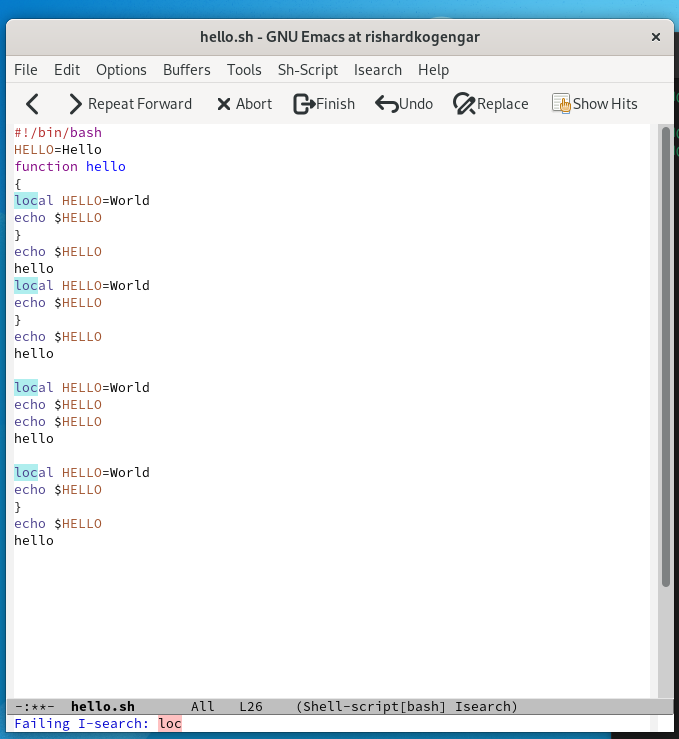 hello.sh - GNU Emacs at rishardkogengar ×
File Edit Options Buffers Tools Sh-Script Isearch Help
Repeat Forward Abort Finish Undo Replace Show Hits
#!/bin/bash
HELLO=Hello
function hello
{
local HELLO=World
echo $HELLO
}
echo $HELLO
hello
local HELLO=World
echo $HELLO
}
echo $HELLO
hello
local HELLO=World
echo $HELLO
echo $HELLO
hello
local HELLO=World
echo $HELLO
}
echo $HELLO
hello
-:**- hello.sh All L26 (Shell-script[bash] Isearch)
Failing I-search: loc